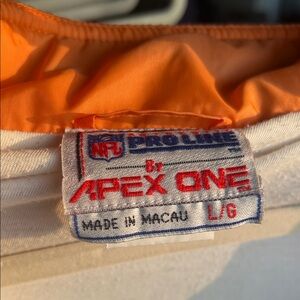 NFL PRO LINE
By
APEX ONE
MADE IN MACAU L/G